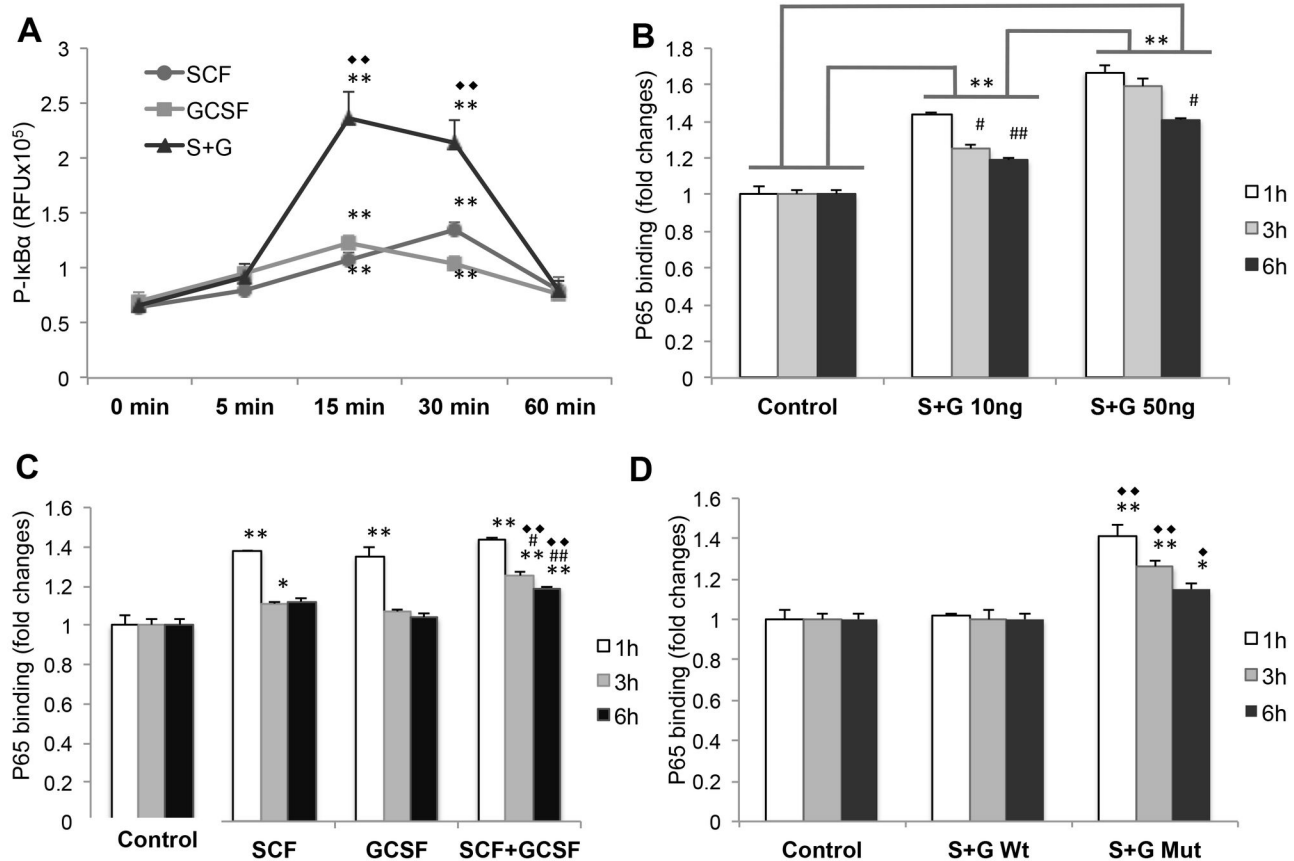 A
P-IκBα (RFUx10⁵)
3
2.5
2
1.5
1
0.5
0
SCF
GCSF
S+G
◆◆
**
◆◆
**
**
**
**
**
0 min
5 min
15 min
30 min
60 min
B
P65 binding (fold changes)
1.8
1.6
1.4
1.2
1
0.8
0.6
0.4
0.2
0
**
**
#
##
#
Control
S+G 10ng
S+G 50ng
1h
3h
6h
C
P65 binding (fold changes)
1.6
1.4
1.2
1
0.8
0.6
0.4
0.2
0
**
*
**
**
◆◆
#
**
◆◆
##
**
Control
SCF
GCSF
SCF+GCSF
1h
3h
6h
D
P65 binding (fold changes)
1.6
1.4
1.2
1
0.8
0.6
0.4
0.2
0
◆◆
**
◆◆
**
◆
*
Control
S+G Wt
S+G Mut
1h
3h
6h